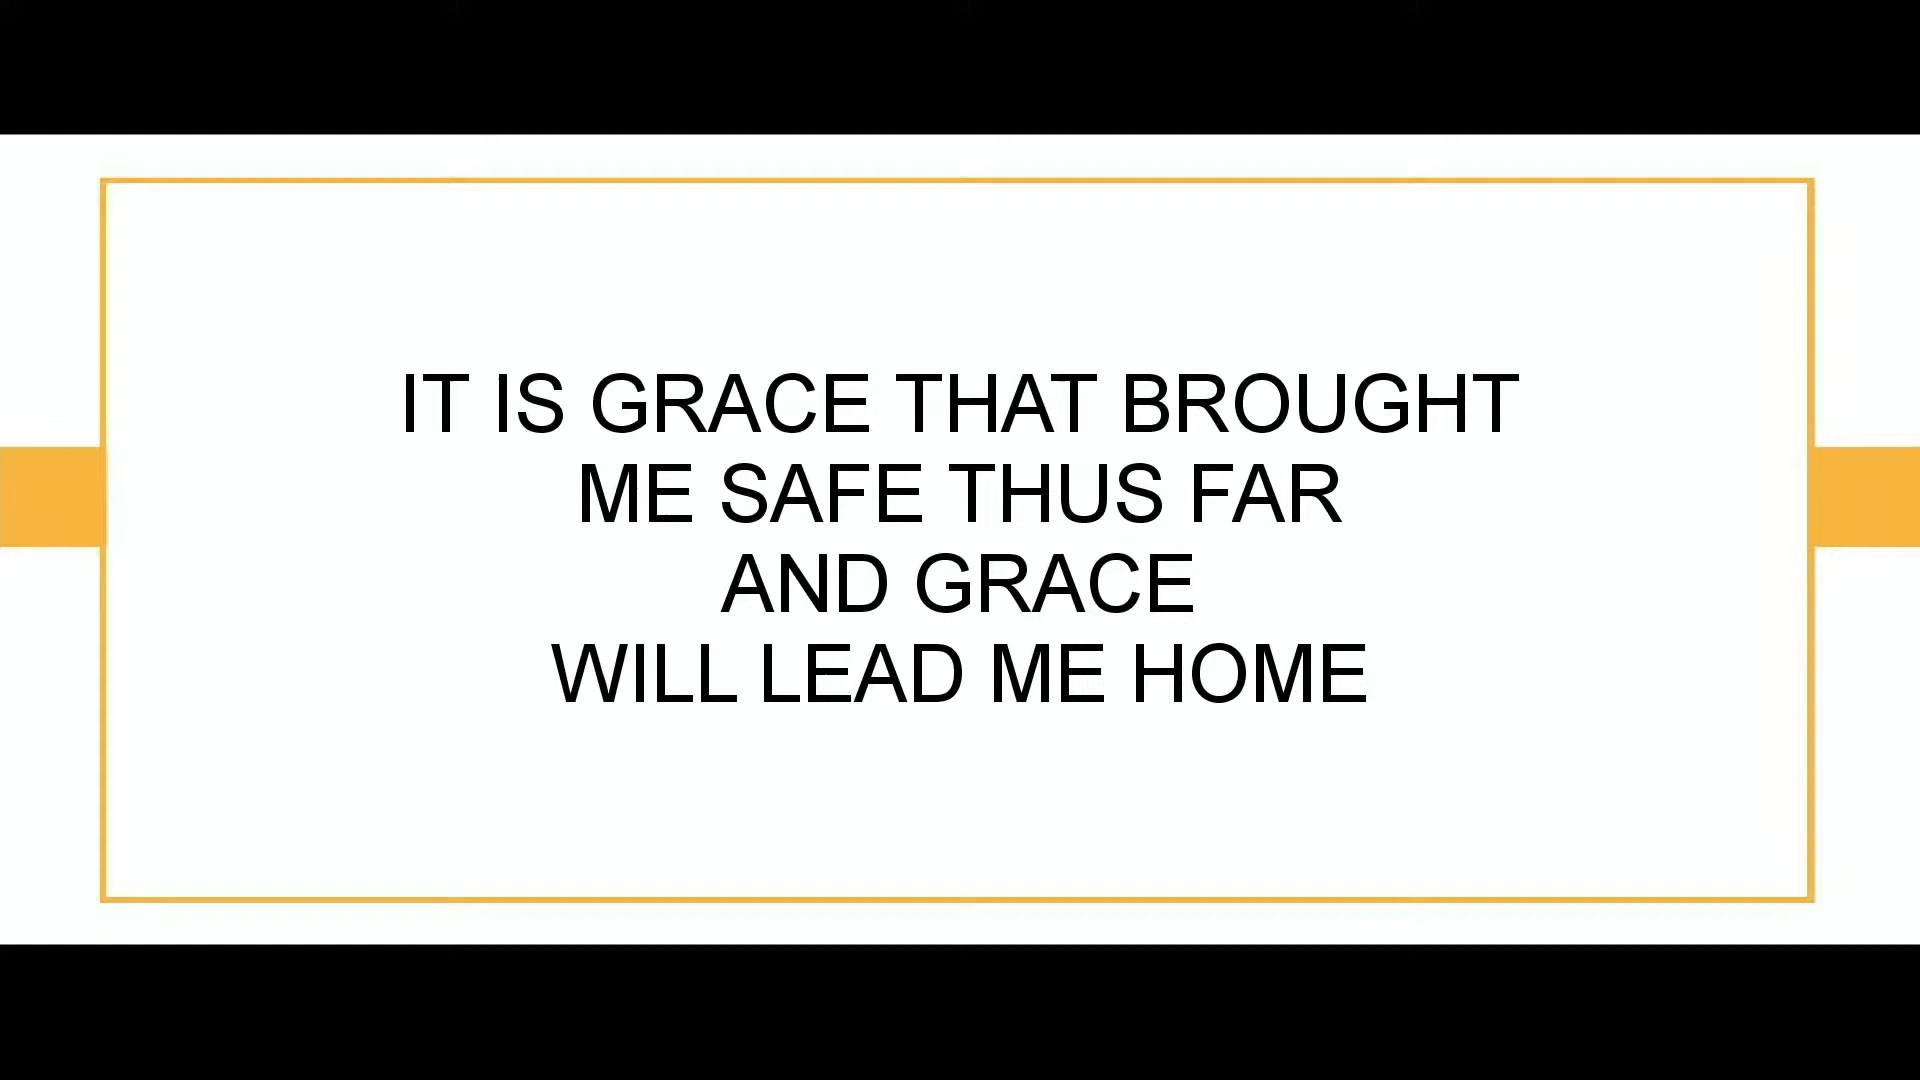 IT IS GRACE THAT BROUGHT
ME SAFE THUS FAR
AND GRACE
WILL LEAD ME HOME